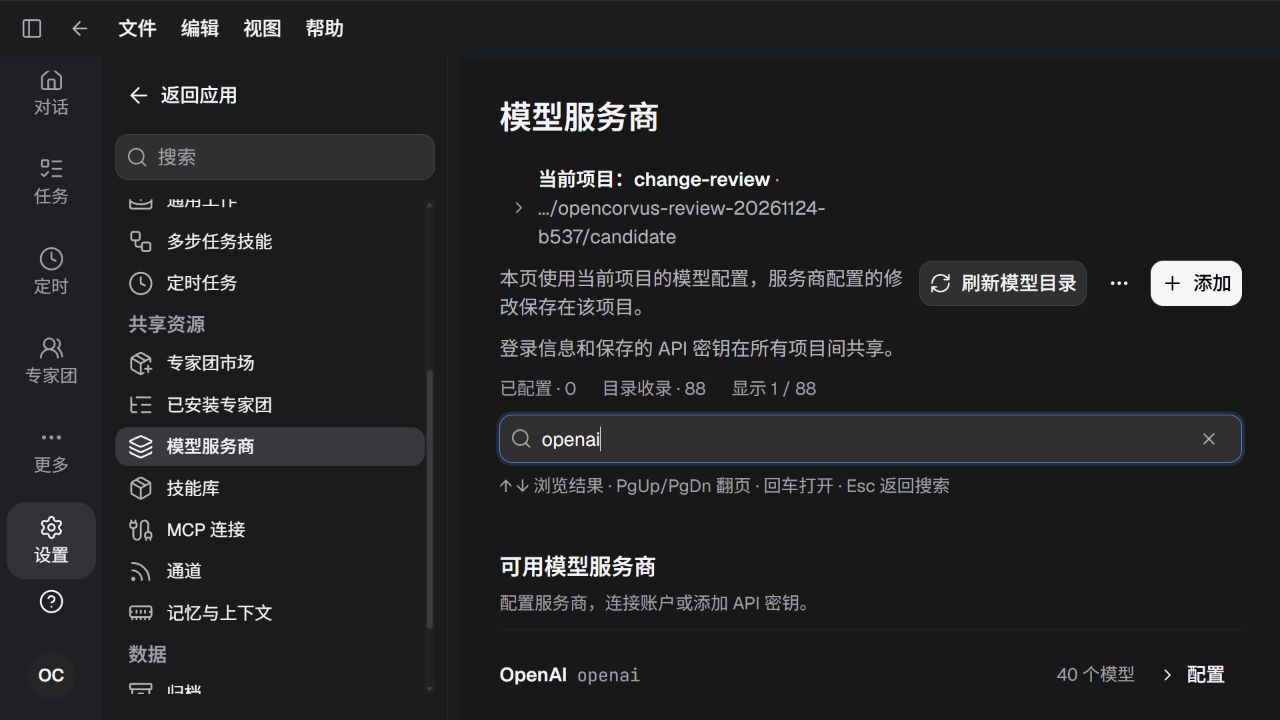 文件 编辑 视图 帮助
对话
任务
定时
专家团
更多
设置
OC
返回应用
搜索
通用工作
多步任务技能
定时任务
共享资源
专家团市场
已安装专家团
模型服务商
技能库
MCP 连接
通道
记忆与上下文
数据
归档
模型服务商
当前项目：change-review ·
.../opencorvus-review-20261124-
b537/candidate
本页使用当前项目的模型配置，服务商配置的修
改保存在该项目。
刷新模型目录
添加
登录信息和保存的 API 密钥在所有项目间共享。
已配置 · 0 目录收录 · 88 显示 1 / 88
openai
↑↓ 浏览结果 · PgUp/PgDn 翻页 · 回车打开 · Esc 返回搜索
可用模型服务商
配置服务商，连接账户或添加 API 密钥。
OpenAI openai 40 个模型 配置